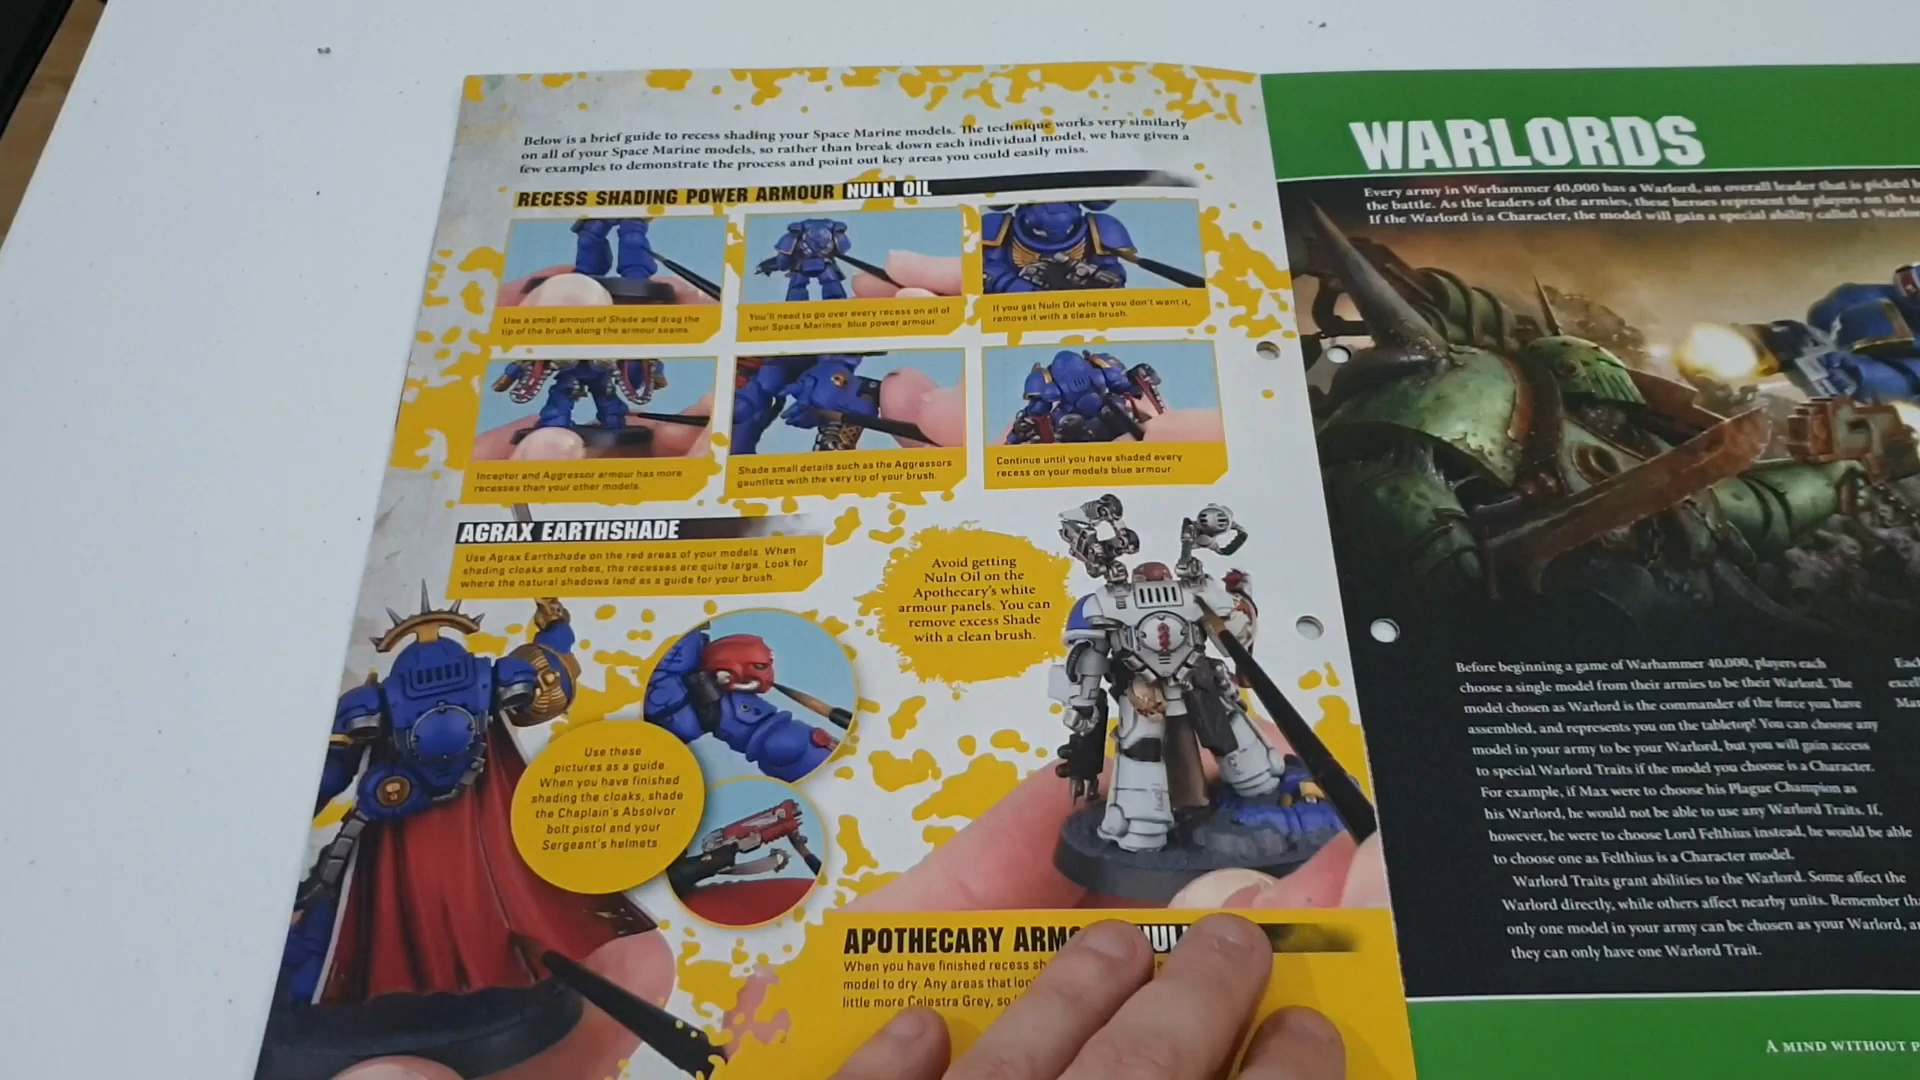 Below is a brief guide to recess shading your Space Marine models. The technique works very similarly
on all of your Space Marine models, so rather than break down each individual model, we have given a
few examples to demonstrate the process and point out key areas you could easily miss.
RECESS SHADING POWER ARMOUR NULN OIL
Use a small amount of Shade and drag the
tip of the brush along the armour seams.
You'll need to go over every recess on all of
your Space Marines' blue power armour.
If you get Nuln Oil where you don't want it,
remove it with a clean brush.
Inceptor and Aggressor armour has more
recesses than your other models.
Shade small details such as the Aggressors
gauntlets with the very tip of your brush.
Continue until you have shaded every
recess on your models blue armour.
AGRAX EARTHSHADE
Use Agrax Earthshade on the red areas of your models. When
shading cloaks and robes, the recesses are quite large. Look for
where the natural shadows land as a guide for your brush.
Avoid getting
Nuln Oil on the
Apothecary's white
armour panels. You can
remove excess Shade
with a clean brush.
Use these
pictures as a guide.
When you have finished
shading the cloaks, shade
the Chaplain's Absolvor
bolt pistol and your
Sergeant's helmets.
APOTHECARY
When you have finished recess
model to dry. Any areas that
little more Celestra Grey, so
WARLORDS
Every army in Warhammer 40,000 has a Warlord, an overall leader that is picked
the battle. As the leaders of the armies, these heroes represent the players on the
If the Warlord is a Character, the model will gain a special ability called a
Before beginning a game of Warhammer 40,000, players each
choose a single model from their armies to be their Warlord. The
model chosen as Warlord is the commander of the force you have
assembled, and represents you on the tabletop! You can choose any
model in your army to be your Warlord, but you will gain access
to special Warlord Traits if the model you choose is a Character.
For example, if Max were to choose his Plague Champion as
his Warlord, he would not be able to use any Warlord Traits. If,
however, he were to choose Lord Felthius instead, he would be able
to choose one as Felthius is a Character model.
Warlord Traits grant abilities to the Warlord. Some affect the
Warlord directly, while others affect nearby units. Remember
only one model in your army can be chosen as your Warlord,
they can only have one Warlord Trait.
A MIND WITHOUT